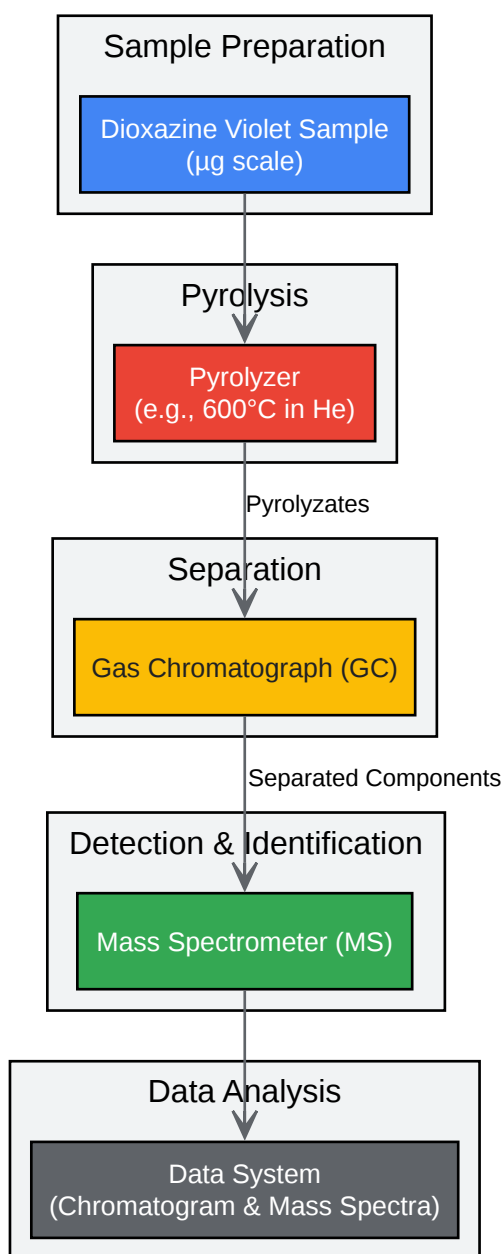 Sample Preparation
Dioxazine Violet Sample
(µg scale)
Pyrolysis
Pyrolyzer
(e.g., 600°C in He)
Pyrolyzates
Separation
Gas Chromatograph (GC)
Separated Components
Detection & Identification
Mass Spectrometer (MS)
Data Analysis
Data System
(Chromatogram & Mass Spectra)